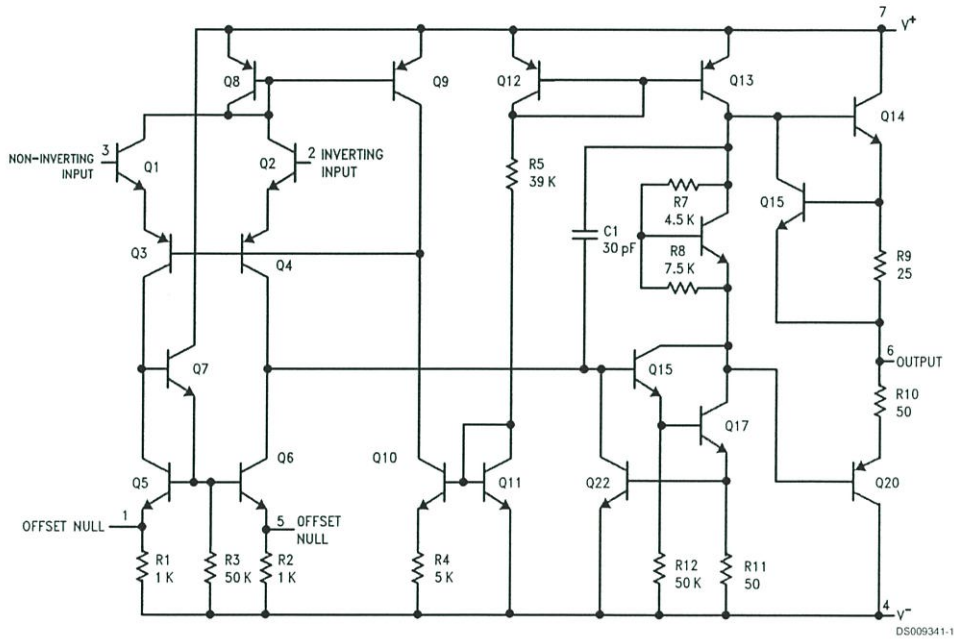 7
V+
Q8
Q9
Q12
Q13
Q14
NON-INVERTING
INPUT
3
Q1
Q2
2
INVERTING
INPUT
R5
39 K
R7
4.5 K
Q15
Q3
Q4
C1
30 pF
R8
7.5 K
R9
25
6
OUTPUT
Q7
Q15
R10
50
Q17
Q5
Q6
Q10
Q11
Q22
Q20
OFFSET NULL
1
5
OFFSET
NULL
R1
1 K
R3
50 K
R2
1 K
R4
5 K
R12
50 K
R11
50
4
V-
DS009341-1